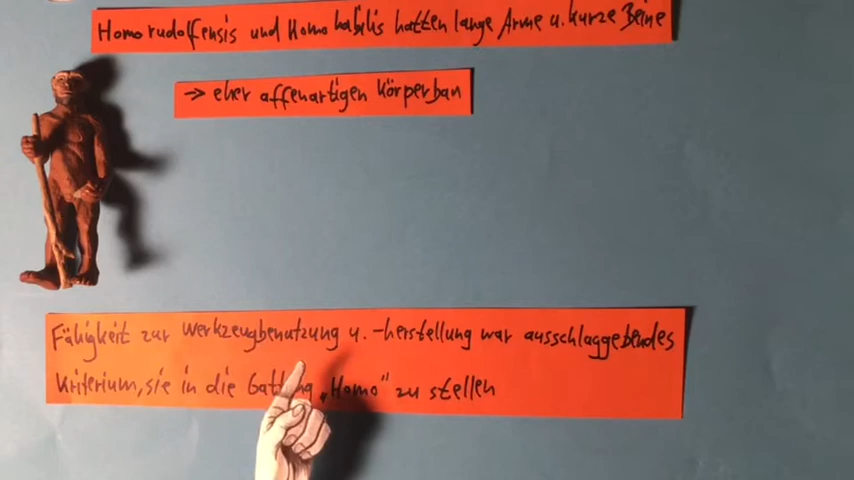 Homo rudolfensis und Homo habilis hatten lange Arme u. kurze Beine
→ eher affenartigen Körperbau
Fähigkeit zur Werkzeugbenutzung u. -herstellung war ausschlaggebendes
Kriterium, sie in die Gattung „Homo" zu stellen